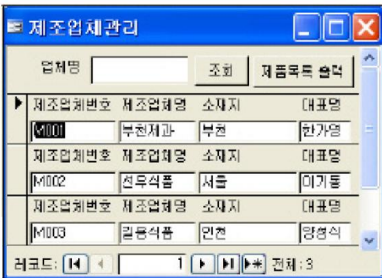 제조업체관리
업체명 조회 제품목록 출력
제조업체번호 제조업체명 소재지 대표명
M001 부천제과 부천 한가영
제조업체번호 제조업체명 소재지 대표명
M002 선우식품 서울 이기동
제조업체번호 제조업체명 소재지 대표명
M003 길동식품 인천 양정식
레코드: 1 전체: 3